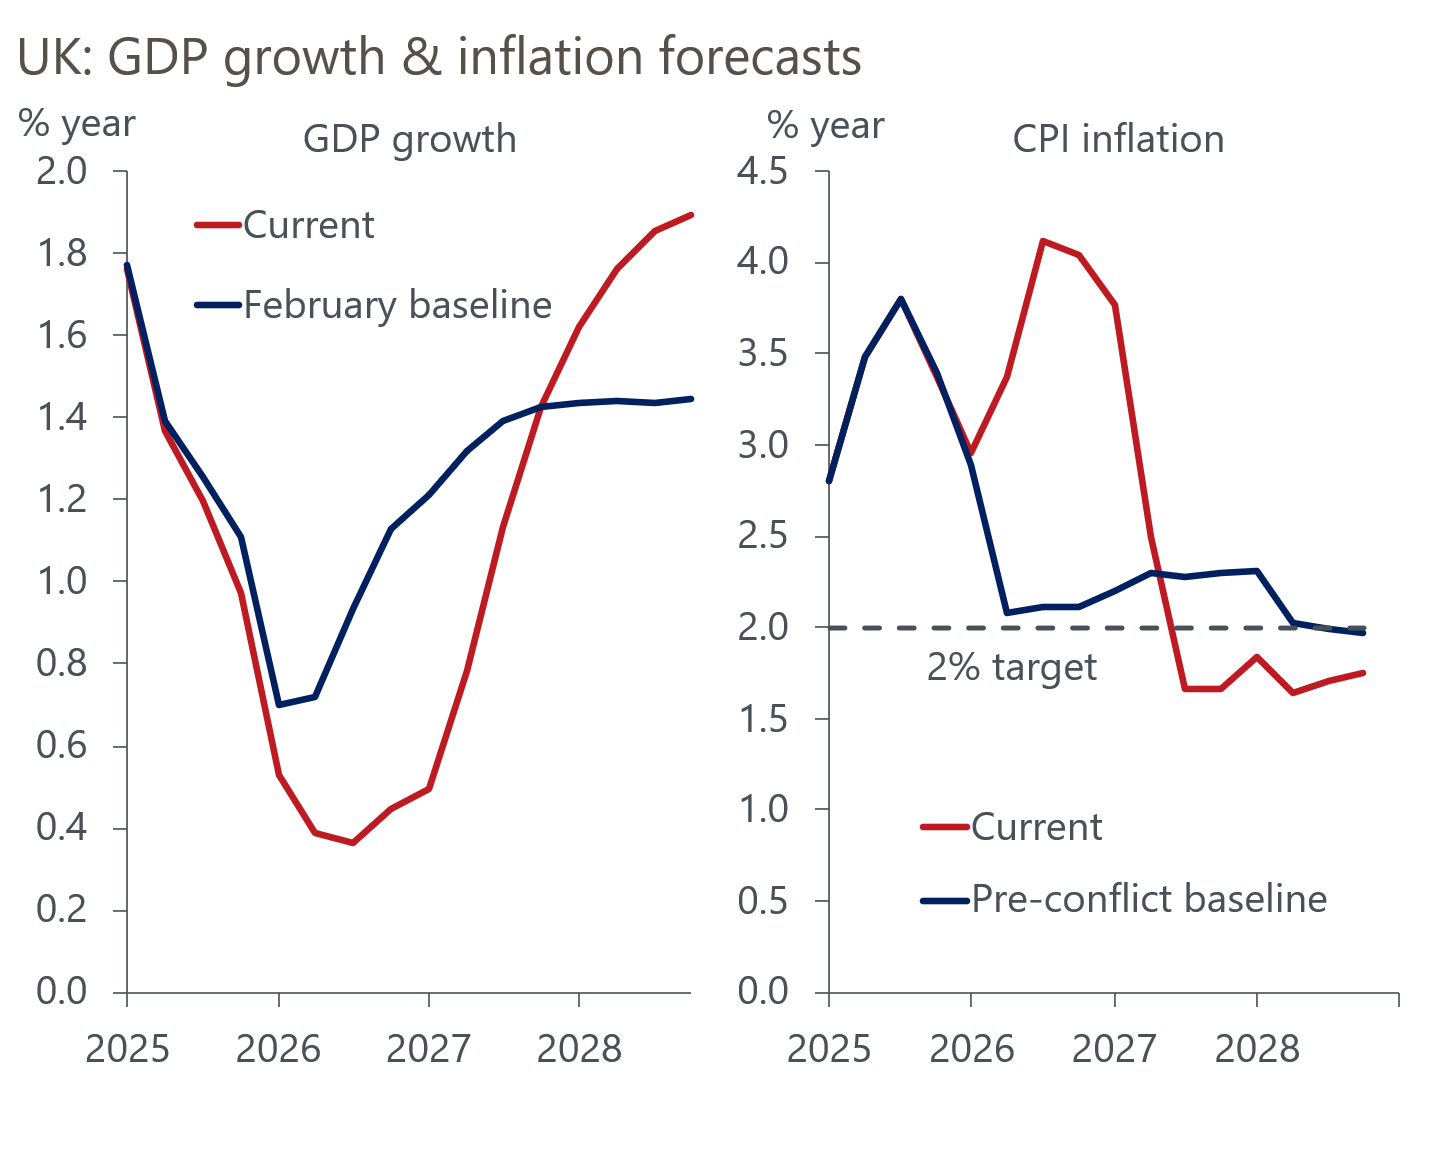 UK: GDP growth & inflation forecasts
% year
GDP growth
2.0
1.8
1.6
1.4
1.2
1.0
0.8
0.6
0.4
0.2
0.0
Current
February baseline
2025 2026 2027 2028
% year
CPI inflation
4.5
4.0
3.5
3.0
2.5
2.0
1.5
1.0
0.5
0.0
2% target
Current
Pre-conflict baseline
2025 2026 2027 2028